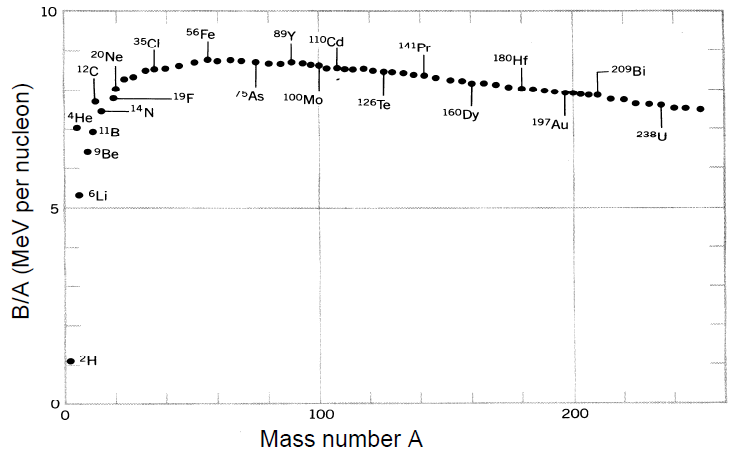 10
56Fe
35Cl
89Y
110Cd
20Ne
141Pr
12C
180Hf
209Bi
19F
75As
4He
14N
100Mo
126Te
11B
160Dy
197Au
238U
9Be
6Li
5
2H
0
0
100
200
B/A (MeV per nucleon)
Mass number A